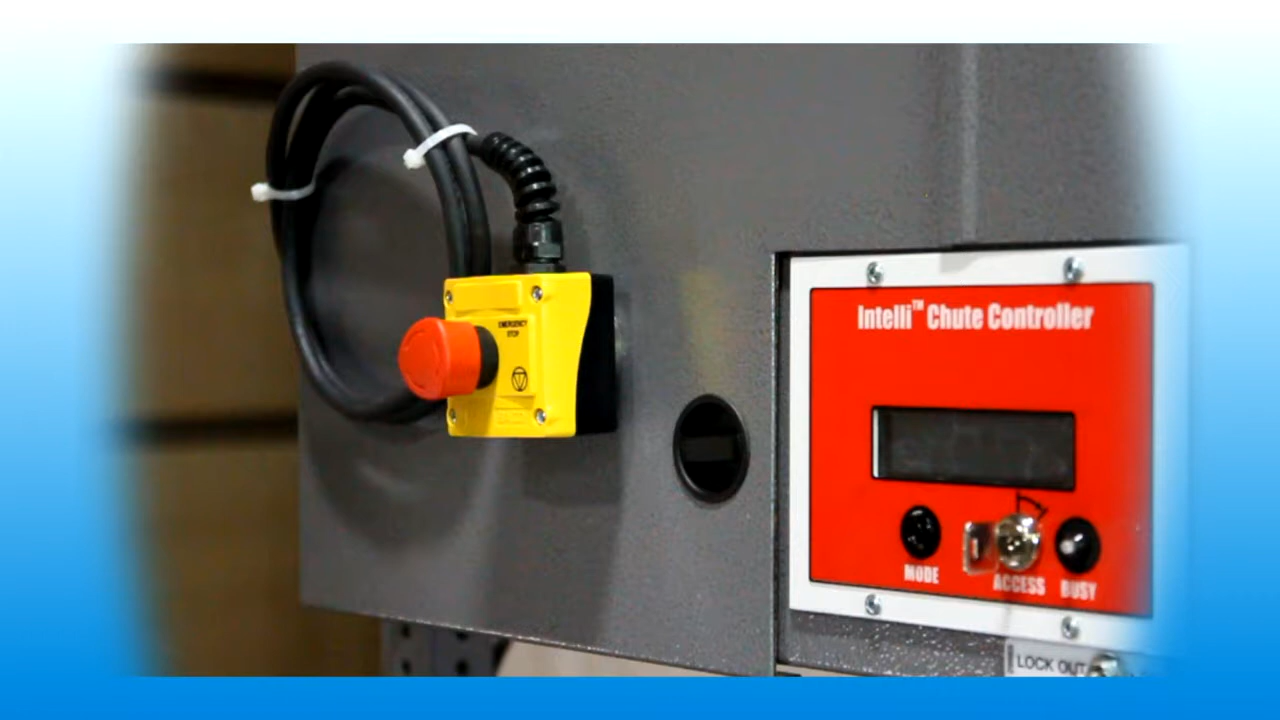 EMERGENCY
STOP
Intelli™ Chute Controller
MODE
ACCESS
BUSY
LOCK OUT